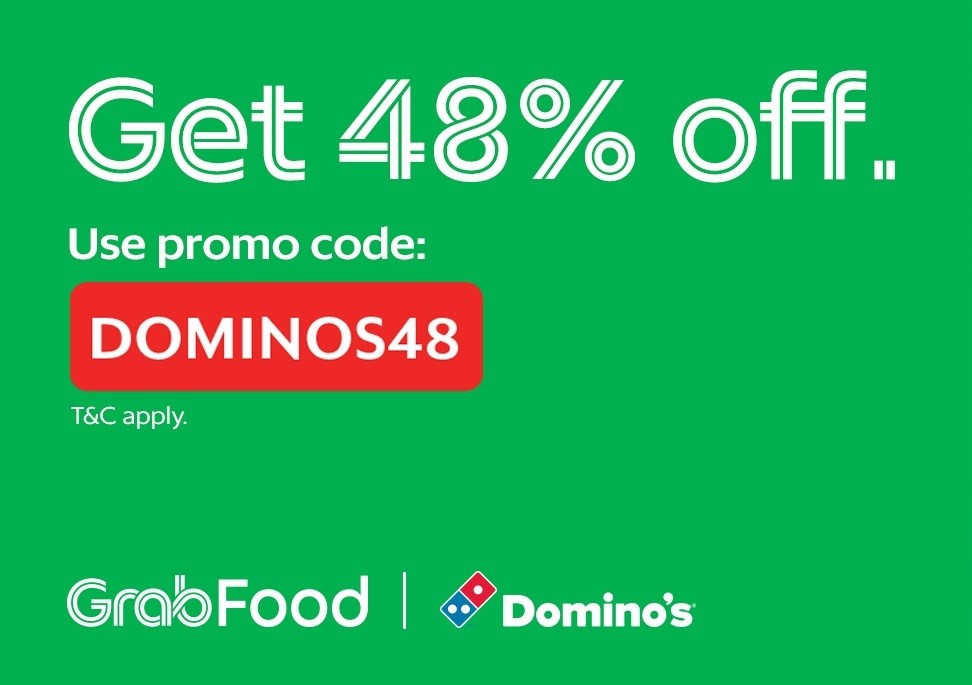 Get 48% off.
Use promo code:
DOMINOS48
T&C apply.
GrabFood | Domino's